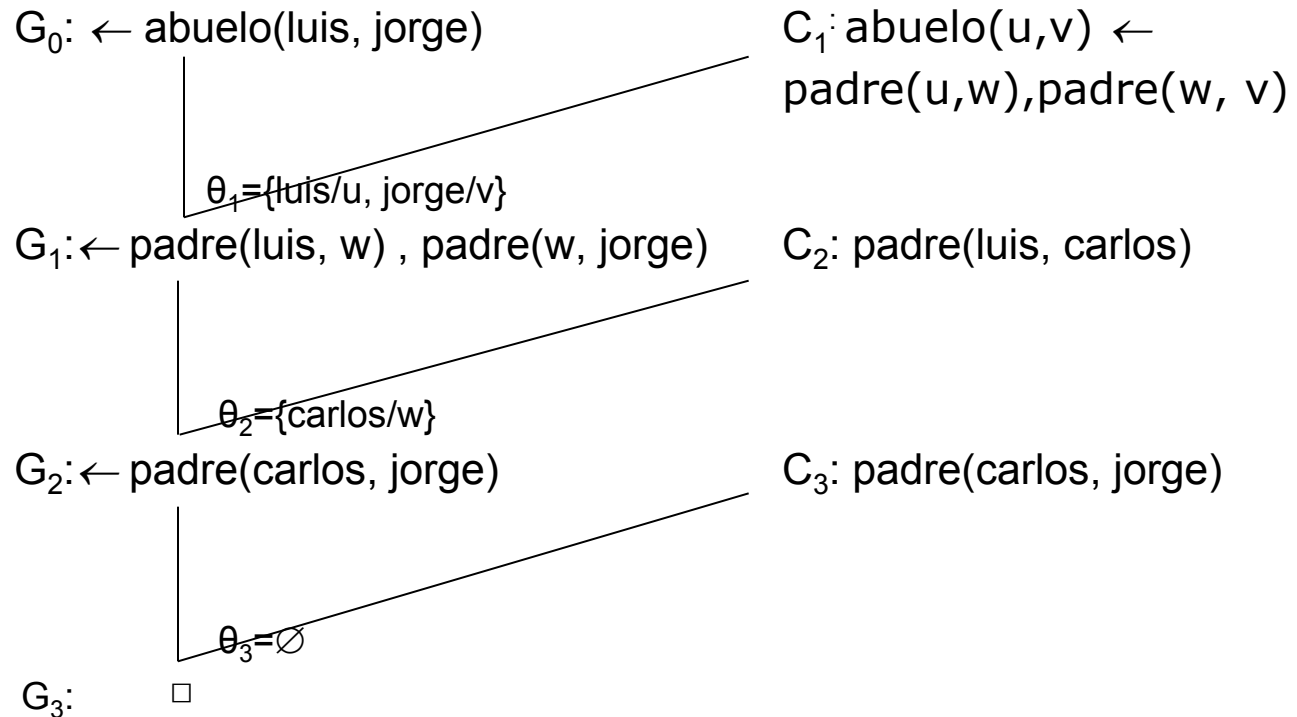 G₀: ← abuelo(luis, jorge)
C₁: abuelo(u,v) ←
padre(u,w),padre(w, v)
θ₁={luis/u, jorge/v}
G₁:← padre(luis, w) , padre(w, jorge)
C₂: padre(luis, carlos)
θ₂={carlos/w}
G₂:← padre(carlos, jorge)
C₃: padre(carlos, jorge)
θ₃=∅
G₃: □